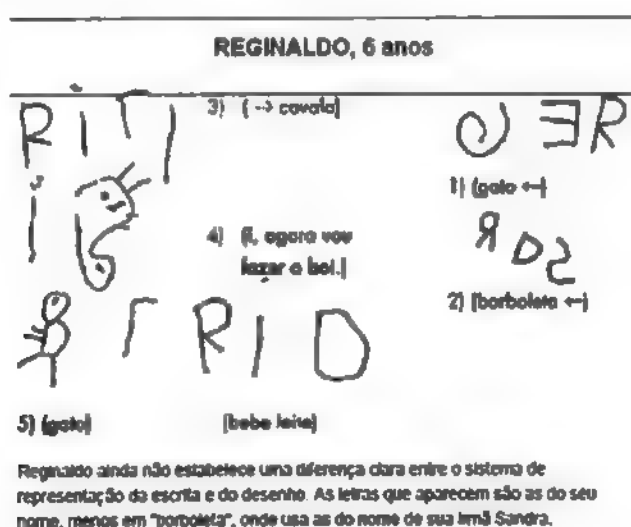 REGINALDO, 6 anos
R i Γ I
3) (--> cavalo)
ƎR
1) (gato <--)
i
4) (I, agora vou
fazer o boi.)
2) (borboleta <--)
Γ R I D
5) (gato) (bebe leite)
Reginaldo ainda não estabelece uma diferença clara entre o sistema de
representação da escrita e do desenho. As letras que aparecem são as do seu
nome, menos em "borboleta", onde usa as do nome de sua irmã Sandra.